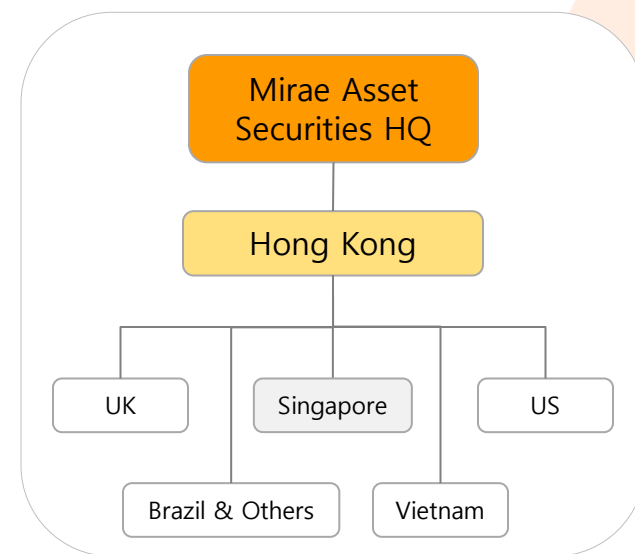 Mirae Asset
Securities HQ
Hong Kong
UK
Singapore
US
Brazil & Others
Vietnam